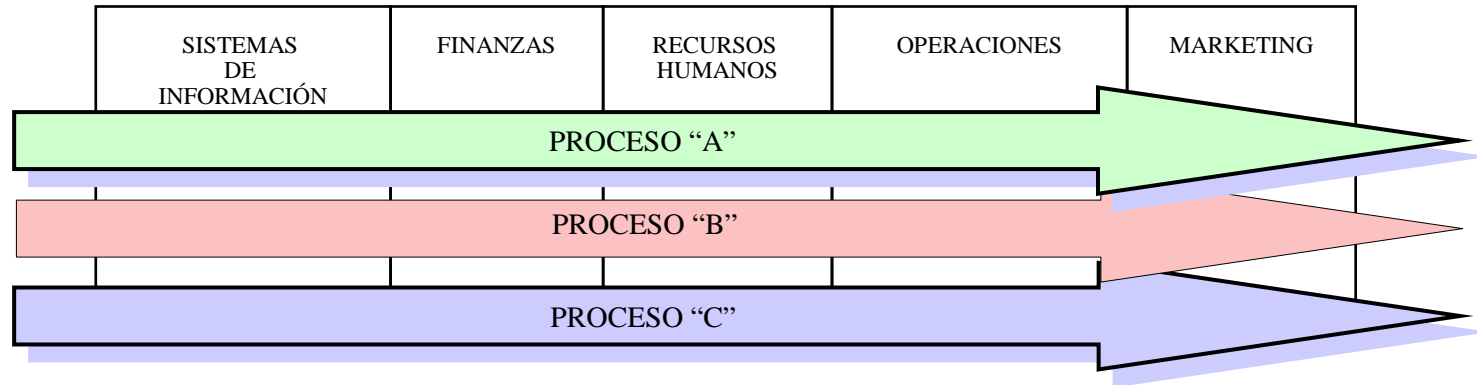 SISTEMAS
DE
INFORMACIÓN
FINANZAS
RECURSOS
HUMANOS
OPERACIONES
MARKETING
PROCESO “A”
PROCESO “B”
PROCESO “C”